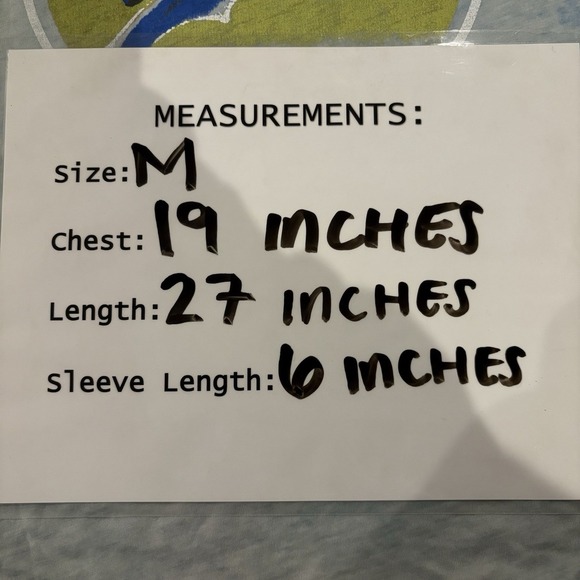 MEASUREMENTS:
Size: M
Chest: 19 INCHES
Length: 27 INCHES
Sleeve Length: 6 INCHES